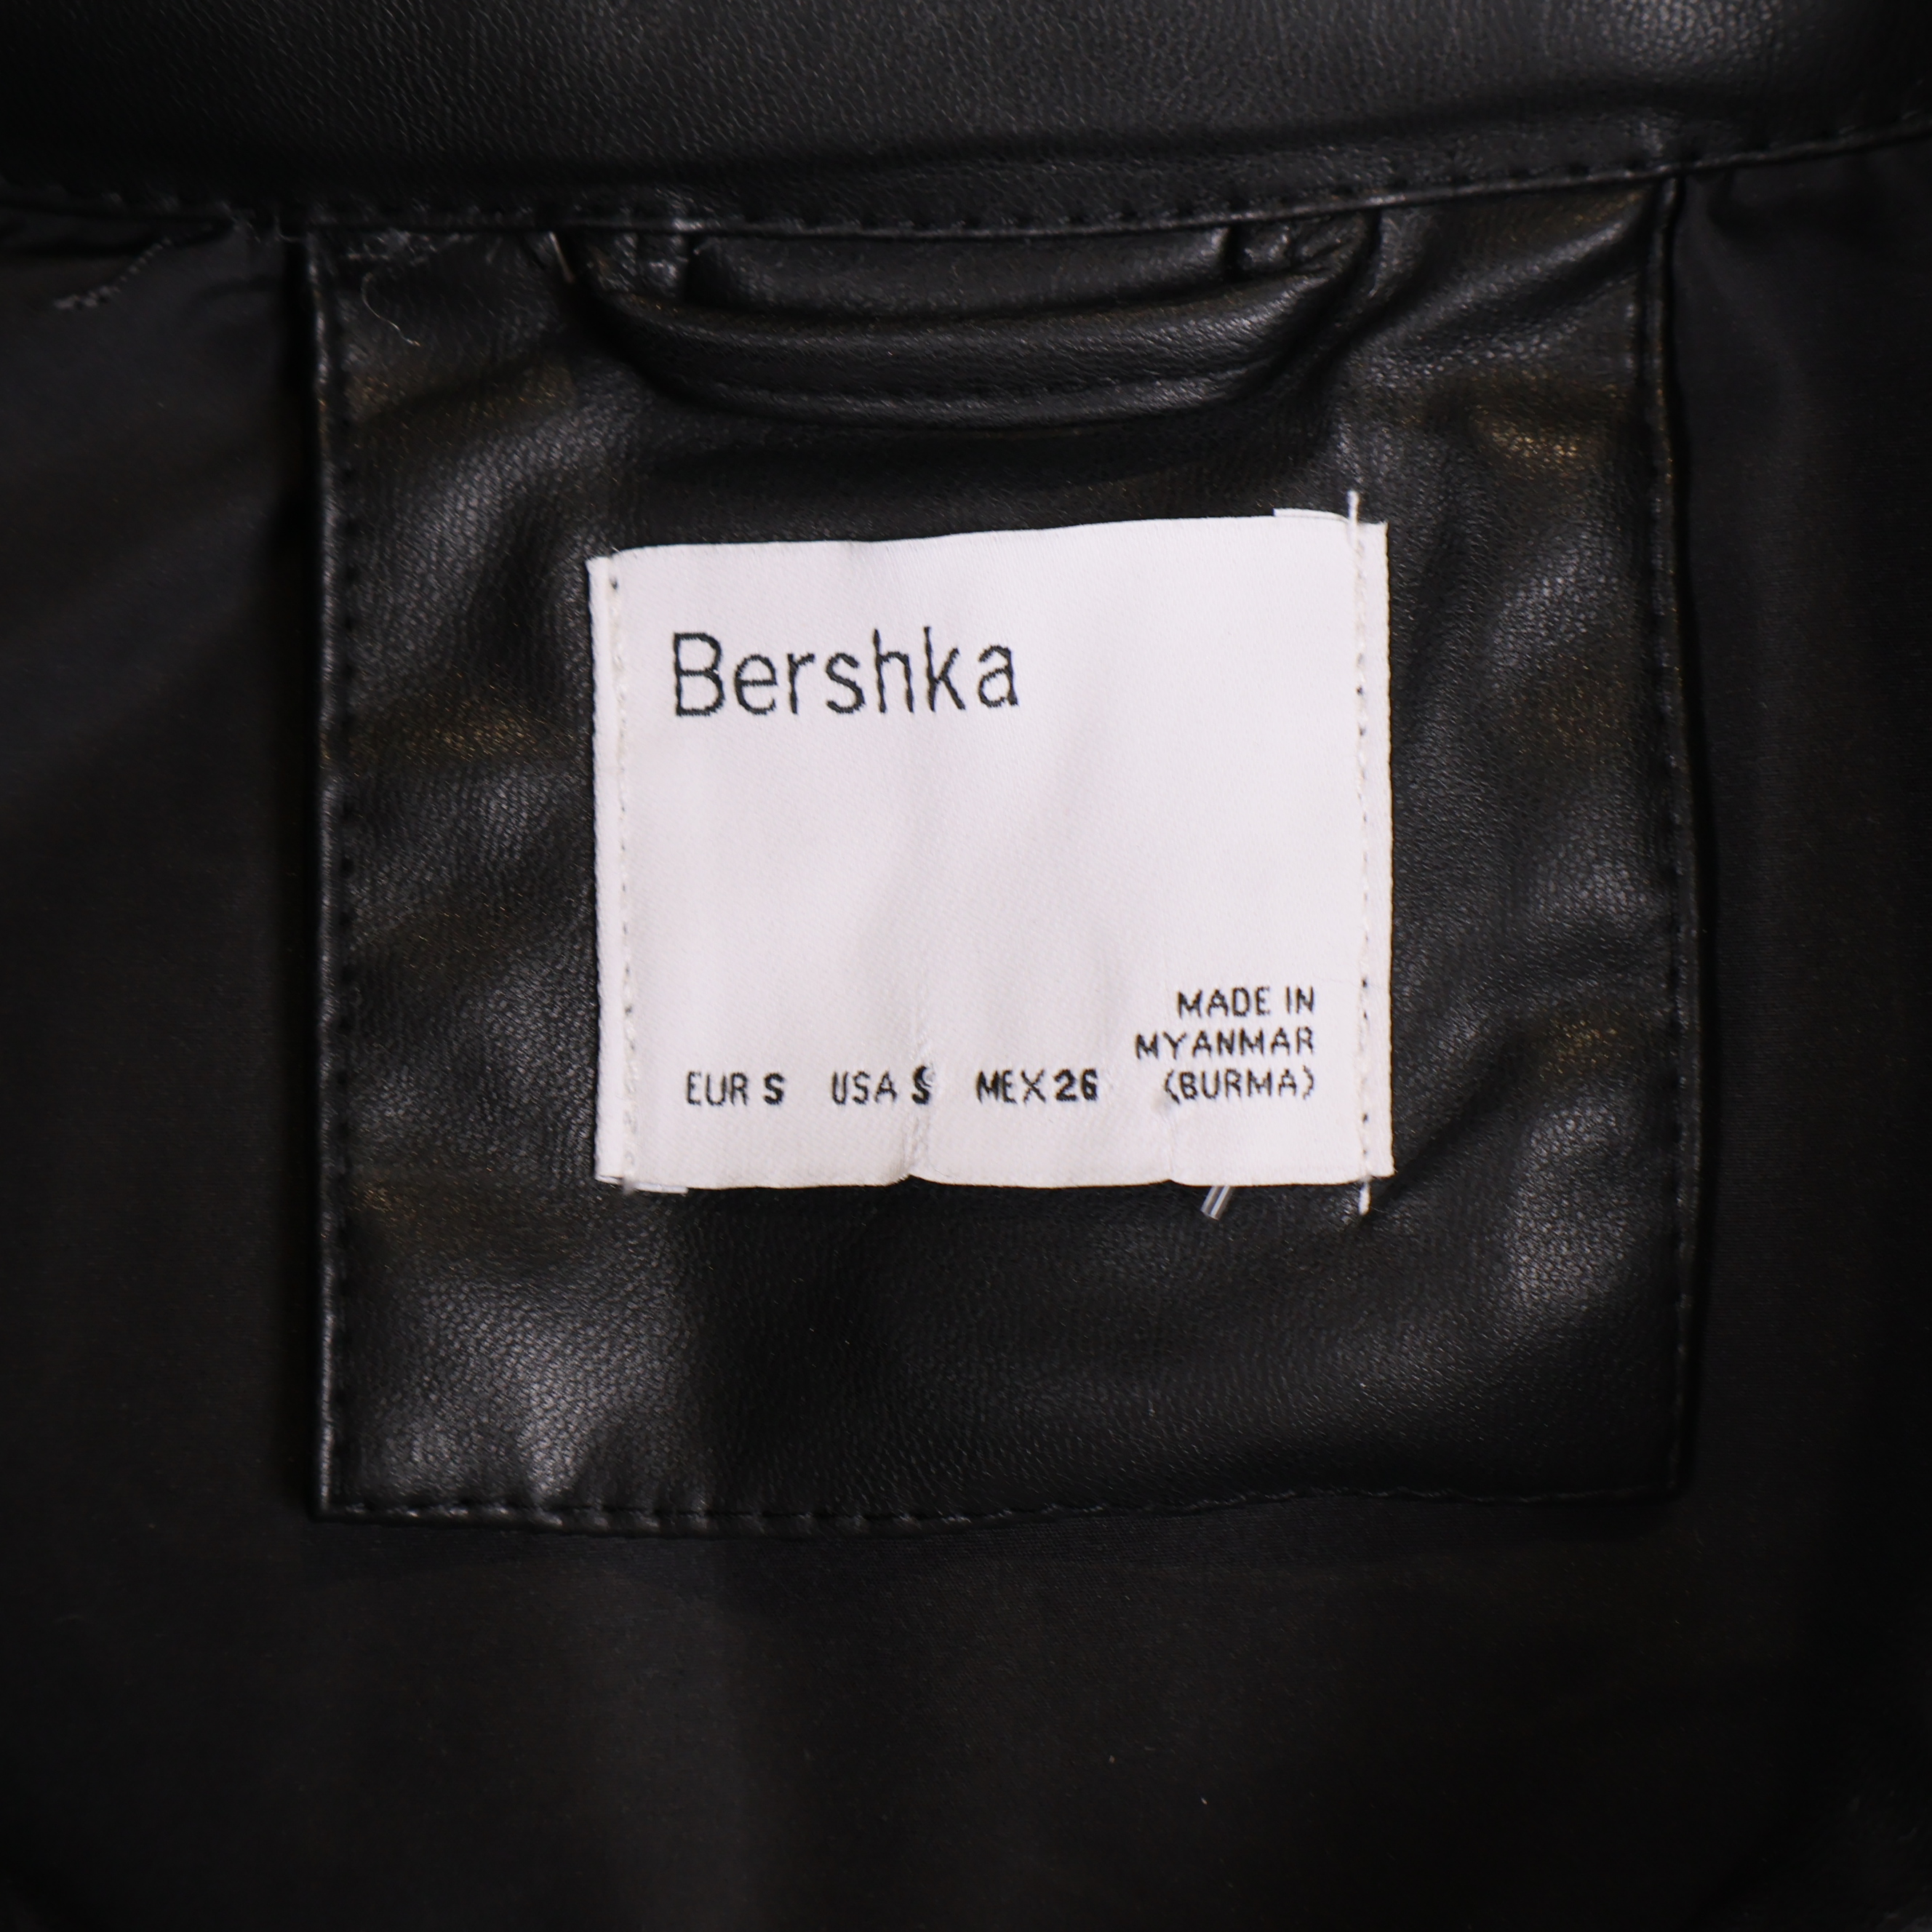 Bershka
MADE IN
MYANMAR
EUR S USA S MEX 26 (BURMA)